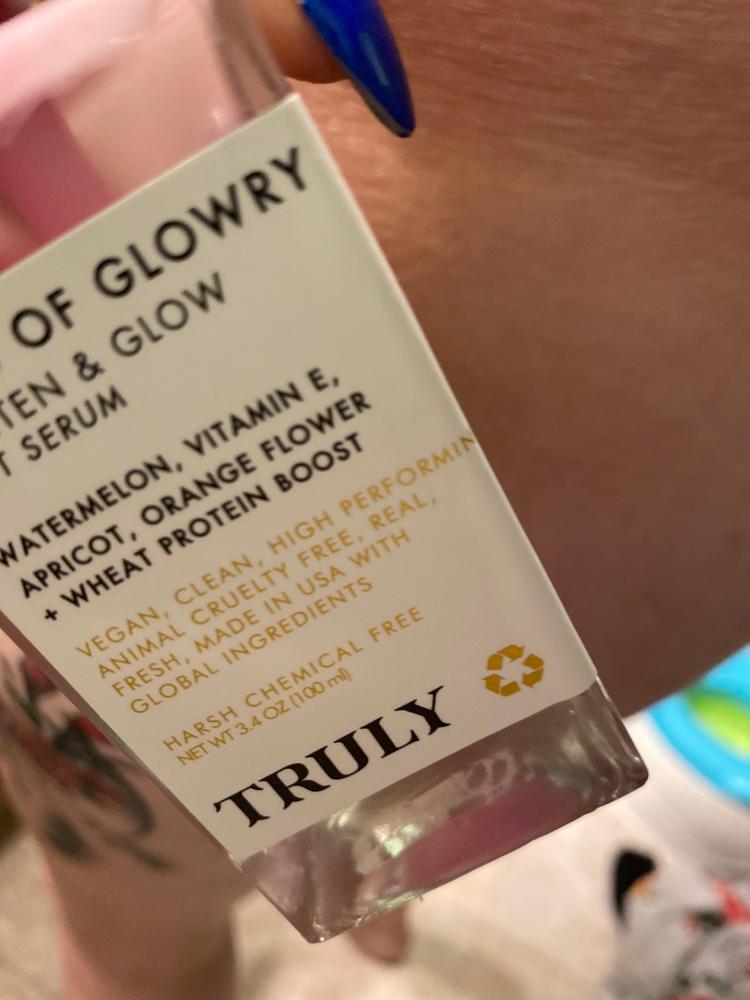 OF GLOWRY
TEN & GLOW
T SERUM
WATERMELON, VITAMIN E,
APRICOT, ORANGE FLOWER
+ WHEAT PROTEIN BOOST
VEGAN, CLEAN, HIGH PERFORMIN
ANIMAL CRUELTY FREE, REAL,
FRESH, MADE IN USA WITH
GLOBAL INGREDIENTS
HARSH CHEMICAL FREE
NET WT 3.4 OZ (100 ml)
TRULY